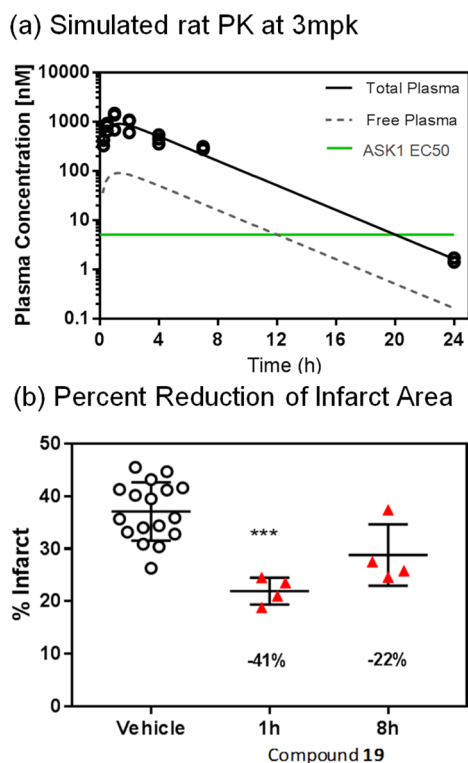 (a) Simulated rat PK at 3mpk
Plasma Concentration [nM]
10000
1000
100
10
1
0.1
Total Plasma
Free Plasma
ASK1 EC50
0 4 8 12 16 20 24
Time (h)
(b) Percent Reduction of Infarct Area
% Infarct
50
40
30
20
10
0
***
-41%
-22%
Vehicle 1h 8h
Compound 19